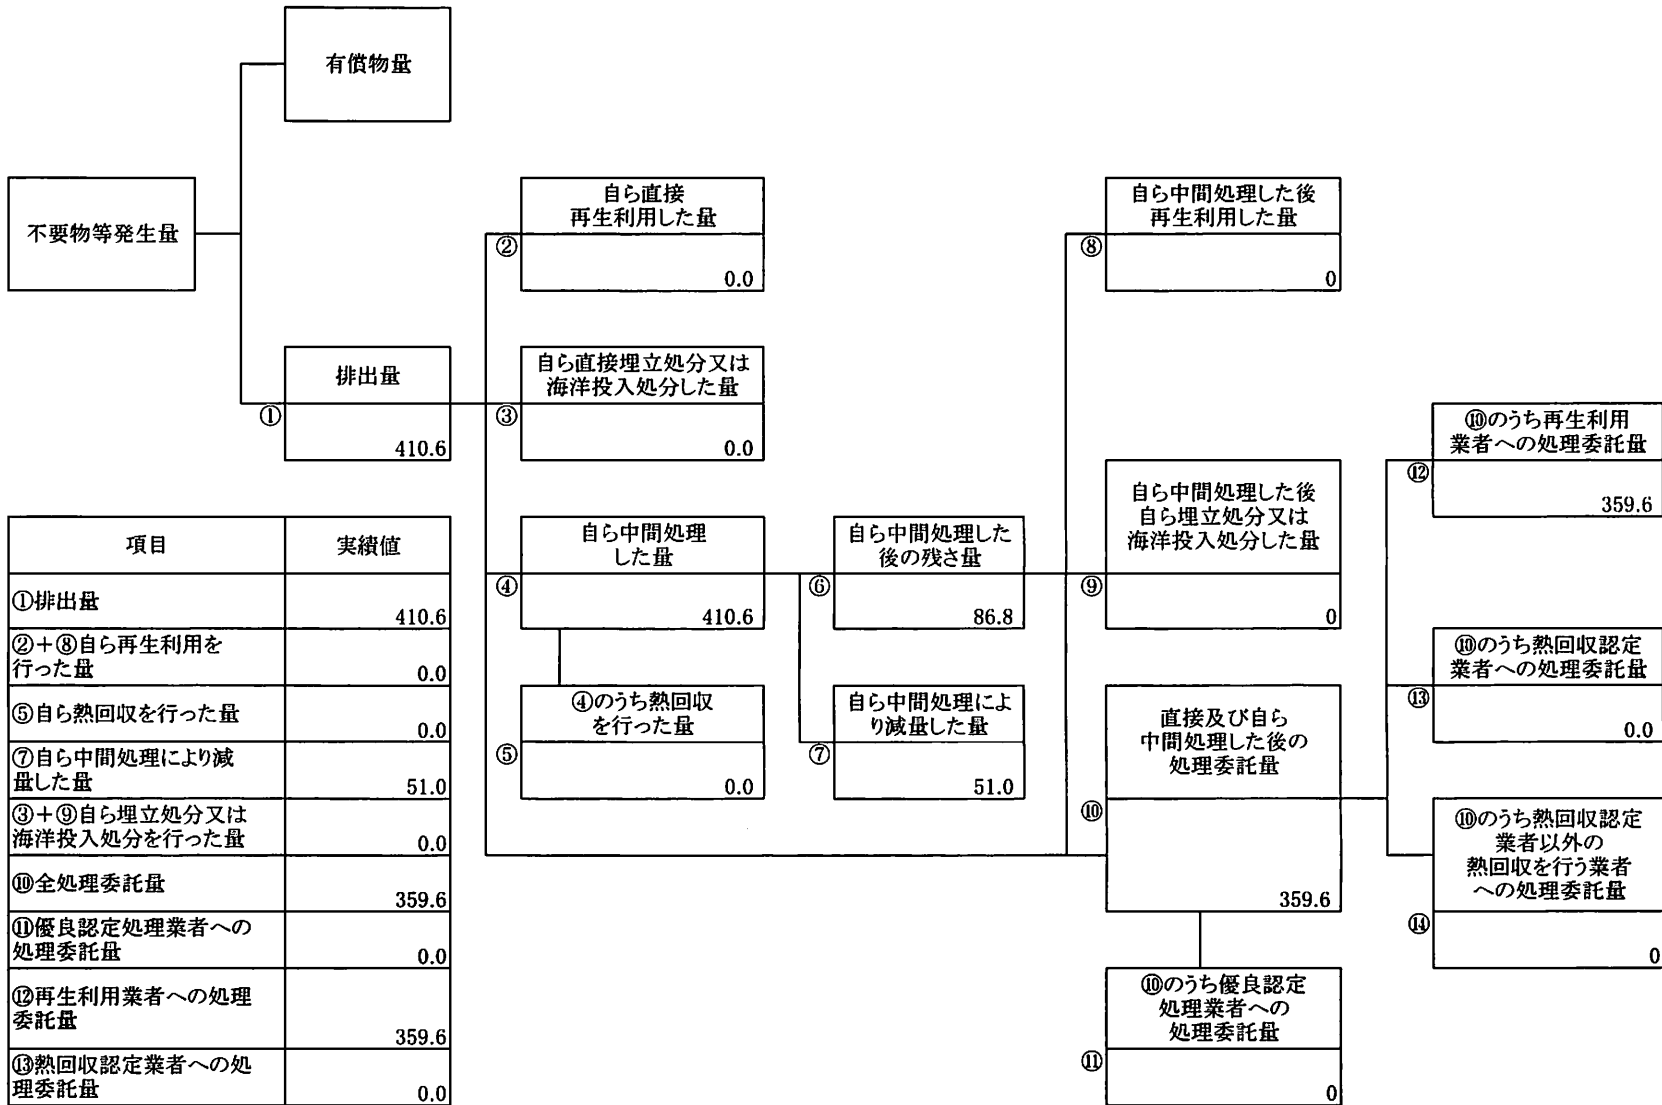 有償物量
不要物等発生量
自ら直接
再生利用した量
②
0.0
自ら中間処理した後
再生利用した量
⑧
0
排出量
①
410.6
自ら直接埋立処分又は
海洋投入処分した量
③
0.0
⑩のうち再生利用
業者への処理委託量
⑫
359.6
自ら中間処理
した量
④
410.6
自ら中間処理した
後の残さ量
⑥
86.8
自ら中間処理した後
自ら埋立処分又は
海洋投入処分した量
⑨
0
⑩のうち熱回収認定
業者への処理委託量
⑬
0.0
④のうち熱回収
を行った量
⑤
0.0
自ら中間処理によ
り減量した量
⑦
51.0
直接及び自ら
中間処理した後の
処理委託量
⑩
359.6
⑩のうち熱回収認定
業者以外の
熱回収を行う業者
への処理委託量
⑭
0
⑩のうち優良認定
処理業者への
処理委託量
⑪
0
項目 実績値
①排出量
410.6
②+⑧自ら再生利用を
行った量
0.0
⑤自ら熱回収を行った量
0.0
⑦自ら中間処理により減
量した量
51.0
③+⑨自ら埋立処分又は
海洋投入処分を行った量
0.0
⑩全処理委託量
359.6
⑪優良認定処理業者への
処理委託量
0.0
⑫再生利用業者への処理
委託量
359.6
⑬熱回収認定業者への処
理委託量
0.0